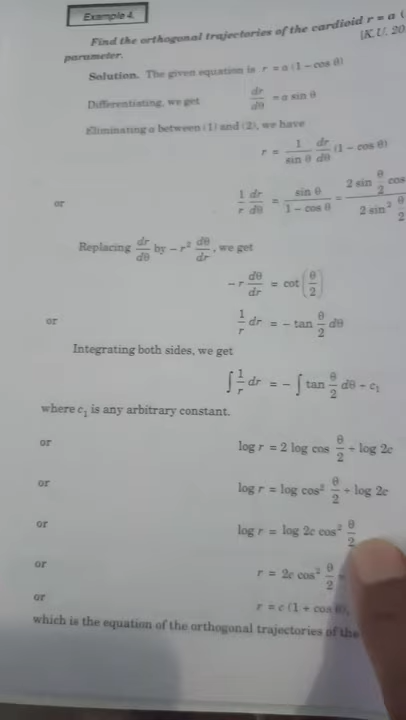 Example 4.
Find the orthogonal trajectories of the cardioid r = a (
[K.U. 20
parameter.
Solution. The given equation is r = a (1 − cos θ)
Differentiating, we get dr/dθ = a sin θ
Eliminating a between (1) and (2), we have
r = 1/sin θ dr/dθ (1 − cos θ)
or 1/r dr/dθ = sin θ/1 − cos θ = 2 sin θ/2 cos/2 sin² θ/2
Replacing dr/dθ by − r² dθ/dr, we get
− r dθ/dr = cot (θ/2)
or 1/r dr = − tan θ/2 dθ
Integrating both sides, we get
∫ 1/r dr = − ∫ tan θ/2 dθ + c₁
where c₁ is any arbitrary constant.
or log r = 2 log cos θ/2 + log 2c
or log r = log cos² θ/2 + log 2c
or log r = log 2c cos² θ/2
or r = 2c cos² θ/2 =
or r = c (1 + cos θ),
which is the equation of the orthogonal trajectories of the